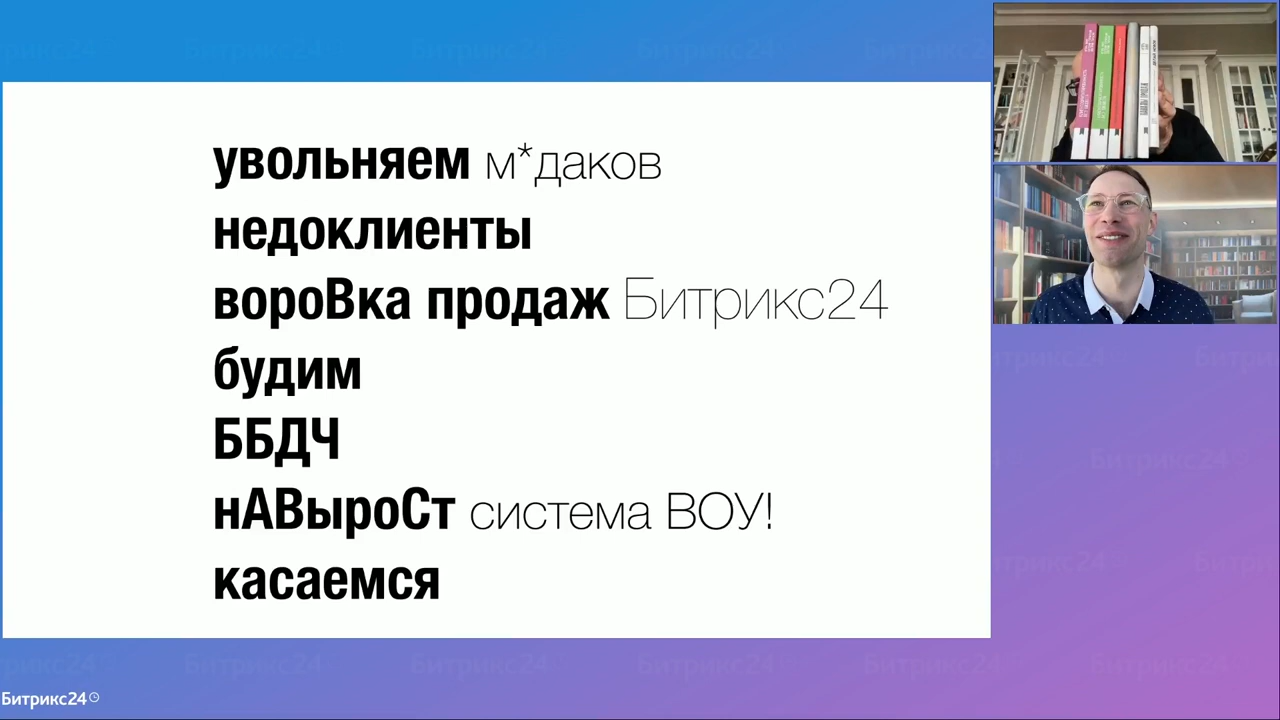 увольняем м*даков
недоклиенты
вороВка продаж Битрикс24
будим
ББДЧ
нАВыроСт система ВОУ!
касаемся
Битрикс24